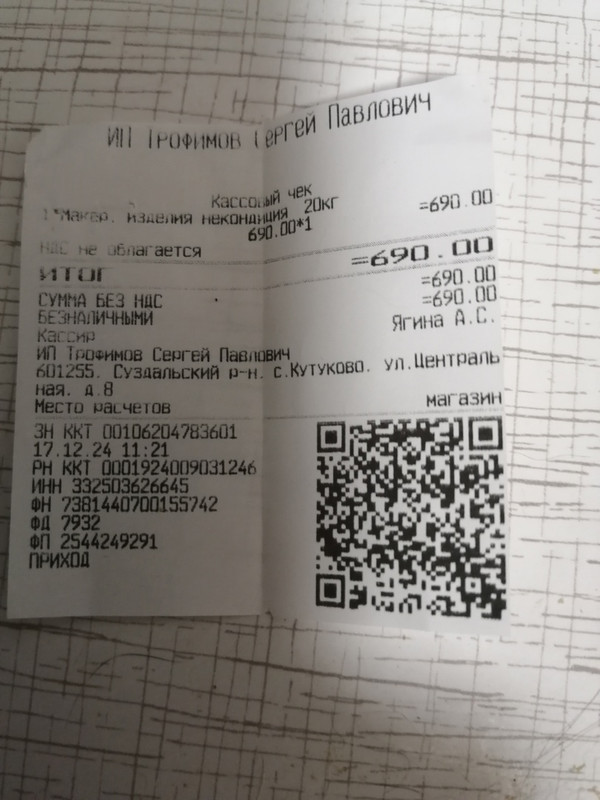 ИП Трофимов Сергей Павлович
Кассовый чек
1*Макар. изделия некондиция 20кг
690.00*1 =690.00
НДС не облагается
ИТОГ =690.00
СУММА БЕЗ НДС =690.00
БЕЗНАЛИЧНЫМИ =690.00
Кассир Ягина А.С.
ИП Трофимов Сергей Павлович
601255. Суздальский р-н. с.Кутуково. ул.Централь
ная. д.8
Место расчетов магазин
ЗН ККТ 00106204783601
17.12.24 11:21
РН ККТ 0001924009031246
ИНН 332503626645
ФН 7381440700155742
ФД 7932
ФП 2544249291
ПРИХОД